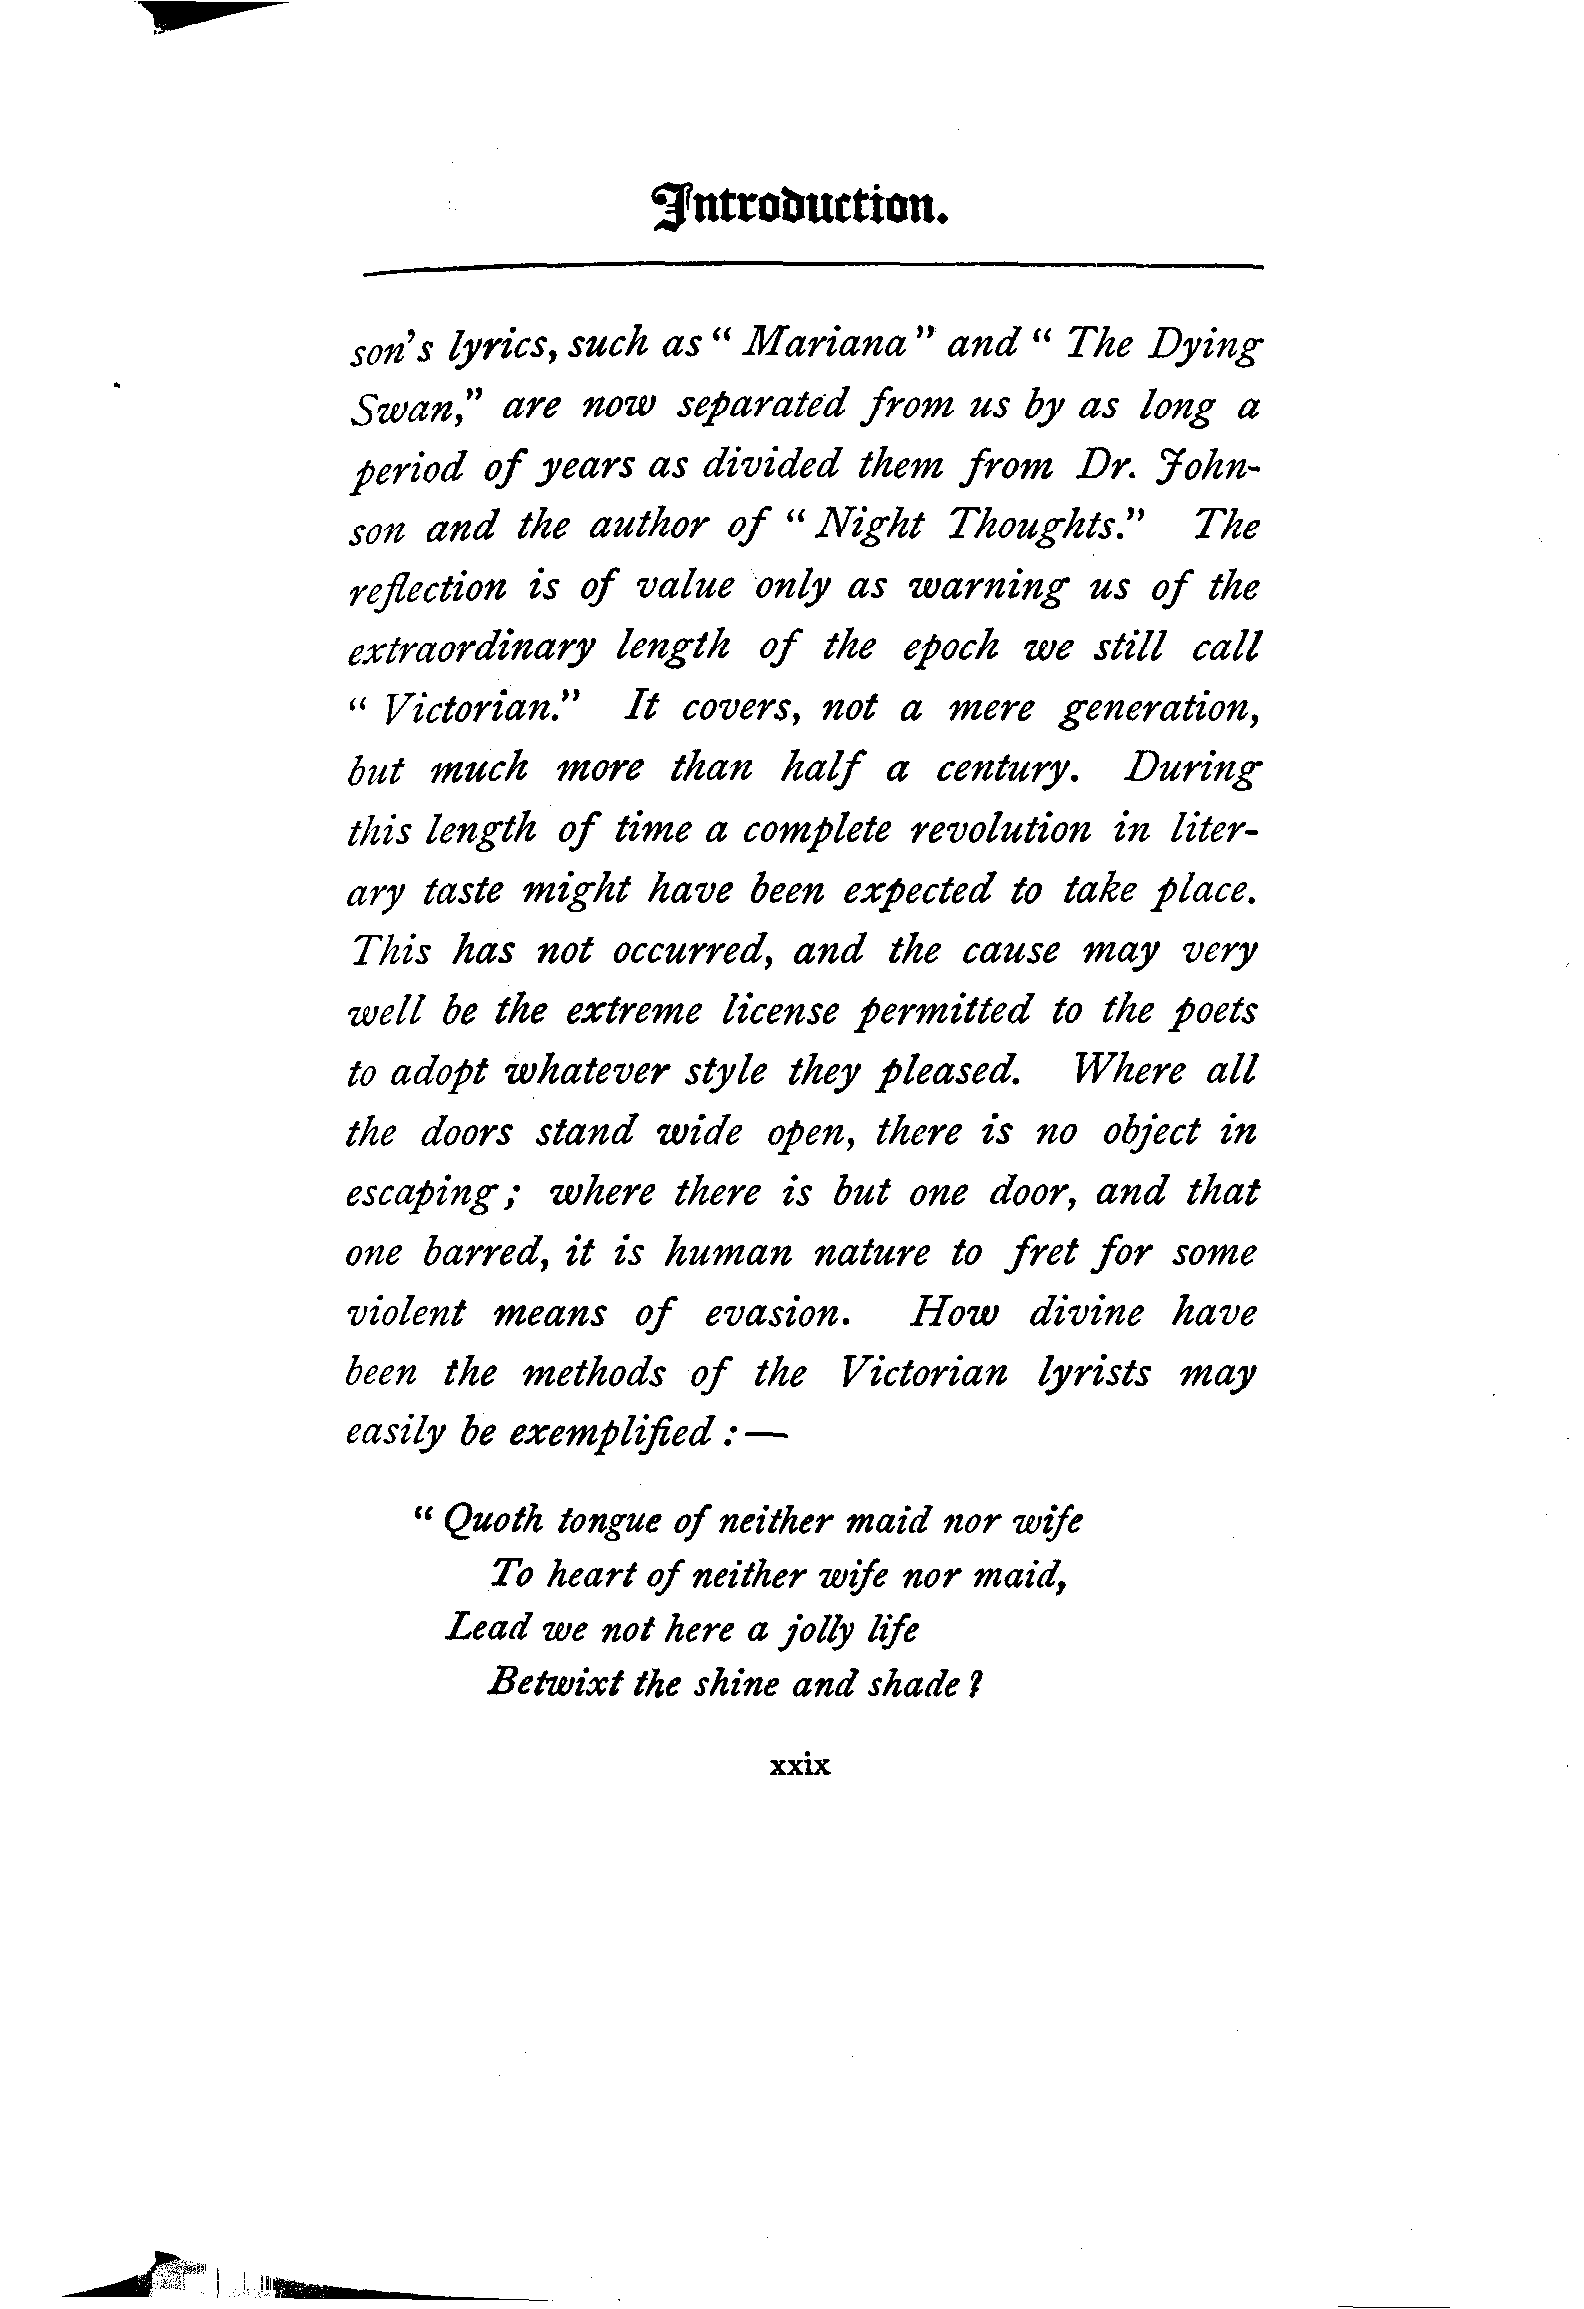 Introduction.
son's lyrics, such as " Mariana" and " The Dying
Swan," are now separated from us by as long a
period of years as divided them from Dr. John-
son and the author of " Night Thoughts." The
reflection is of value only as warning us of the
extraordinary length of the epoch we still call
" Victorian." It covers, not a mere generation,
but much more than half a century. During
this length of time a complete revolution in liter-
ary taste might have been expected to take place.
This has not occurred, and the cause may very
well be the extreme license permitted to the poets
to adopt whatever style they pleased. Where all
the doors stand wide open, there is no object in
escaping ; where there is but one door, and that
one barred, it is human nature to fret for some
violent means of evasion. How divine have
been the methods of the Victorian lyrists may
easily be exemplified :—
" Quoth tongue of neither maid nor wife
To heart of neither wife nor maid,
Lead we not here a jolly life
Betwixt the shine and shade ?
xxix